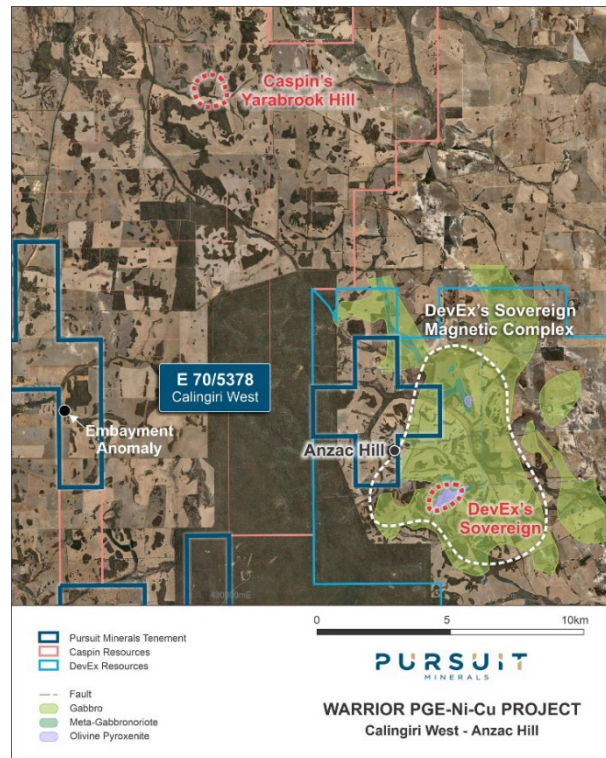 Caspin's
Yarabrook Hill
DevEx's Sovereign
Magnetic Complex
E 70/5378
Calingiri West
Embayment
Anomaly
Anzac Hill
DevEx's
Sovereign
0 5 10km
Pursuit Minerals Tenement
Caspin Resources
DevEx Resources
Fault
Gabbro
Meta-Gabbronoriote
Olivine Pyroxenite
PURSUIT
MINERALS
WARRIOR PGE-Ni-Cu PROJECT
Calingiri West - Anzac Hill